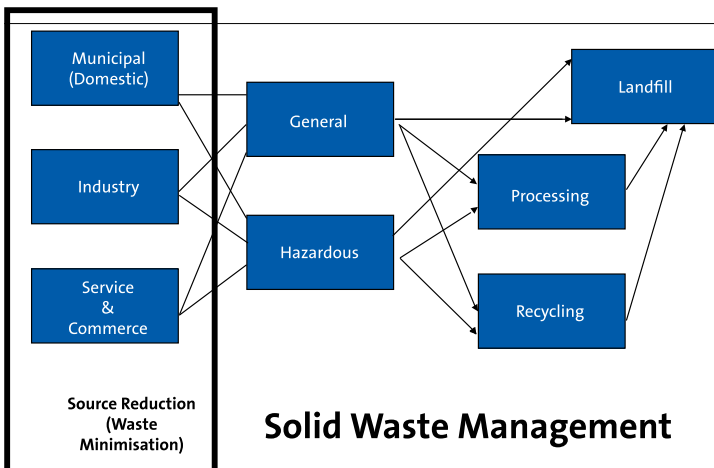 Municipal
(Domestic)
General
Landfill
Industry
Processing
Hazardous
Service
&
Commerce
Recycling
Source Reduction
(Waste
Minimisation)
Solid Waste Management